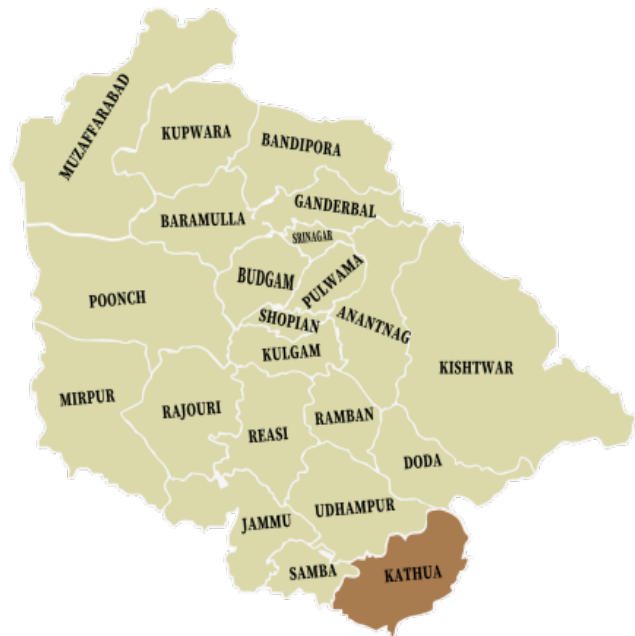 MUZAFFARABAD
KUPWARA
BANDIPORA
BARAMULLA
GANDERBAL
SRINAGAR
BUDGAM
PULWAMA
POONCH
SHOPIAN
ANANTNAG
KULGAM
KISHTWAR
MIRPUR
RAJOURI
REASI
RAMBAN
DODA
JAMMU
UDHAMPUR
SAMBA
KATHUA